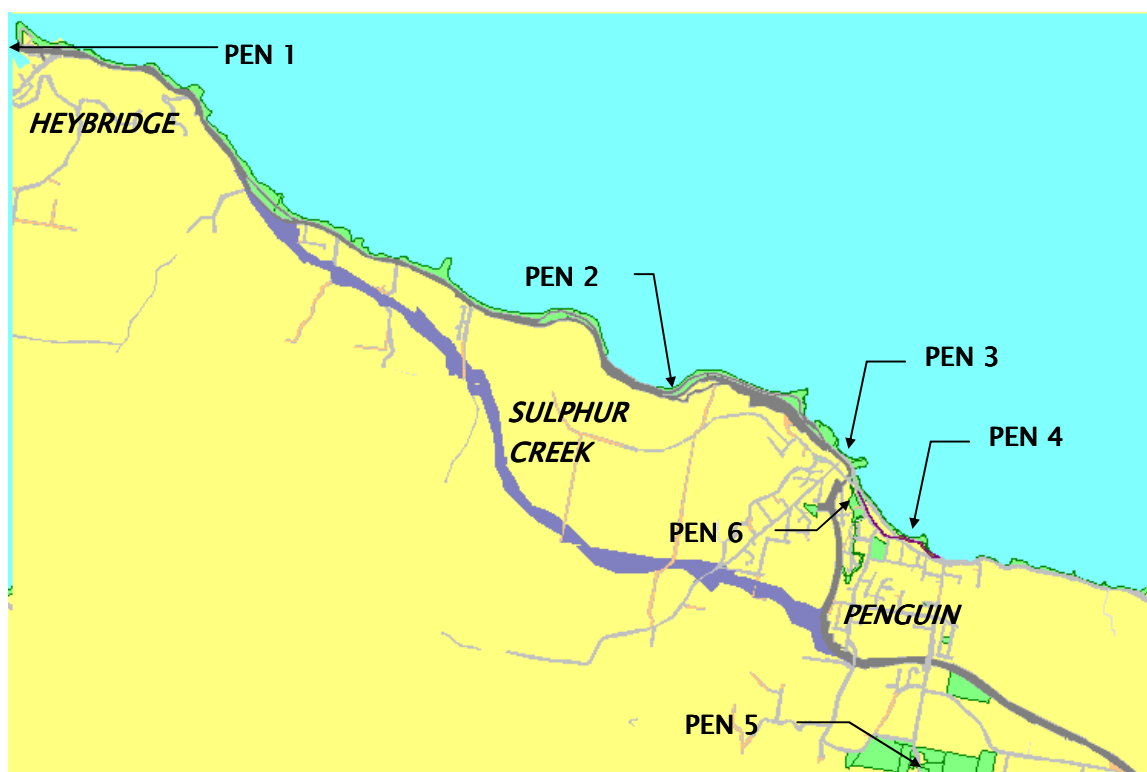 PEN 1
HEYBRIDGE
PEN 2
PEN 3
SULPHUR
CREEK
PEN 4
PEN 6
PENGUIN
PEN 5